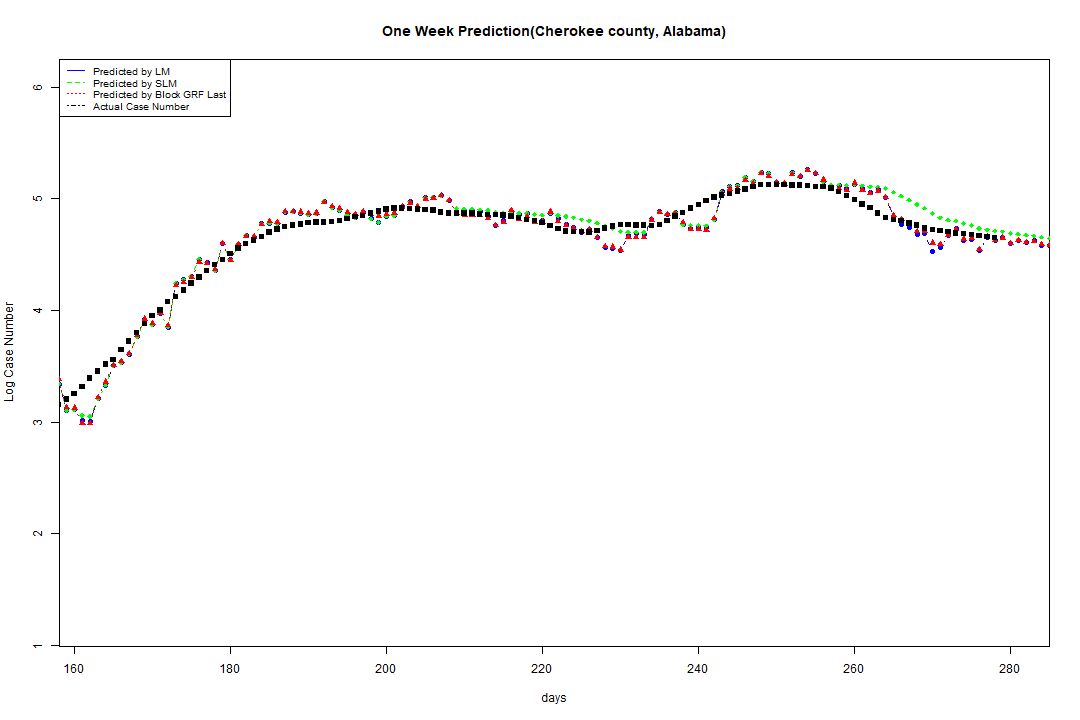 One Week Prediction(Cherokee county, Alabama)
Predicted by LM
Predicted by SLM
Predicted by Block GRF Last
Actual Case Number
6
5
4
3
2
1
Log Case Number
160 180 200 220 240 260 280
days